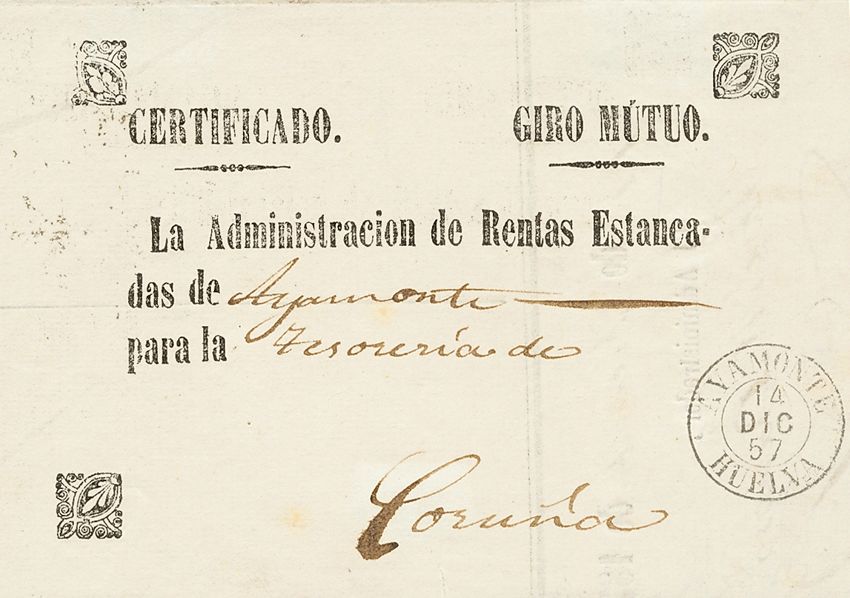 CERTIFICADO. GIRO MÚTUO.
La Administracion de Rentas Estanca-
das de Ayamonte
para la Tesorería de
Coruña
AYAMONTE
14
DIC
57
HUELVA